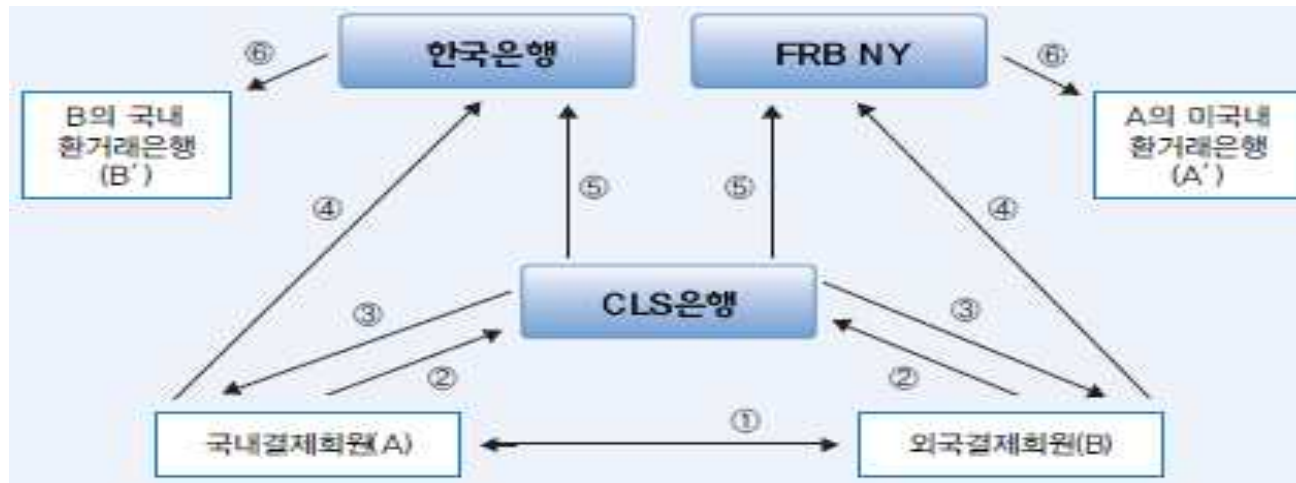 ⑥
한국은행
FRB NY
⑥
B의 국내
환거래은행
(B′)
A의 미국내
환거래은행
(A′)
④
⑤
⑤
④
CLS은행
③
③
②
②
①
국내결제회원(A)
외국결제회원(B)